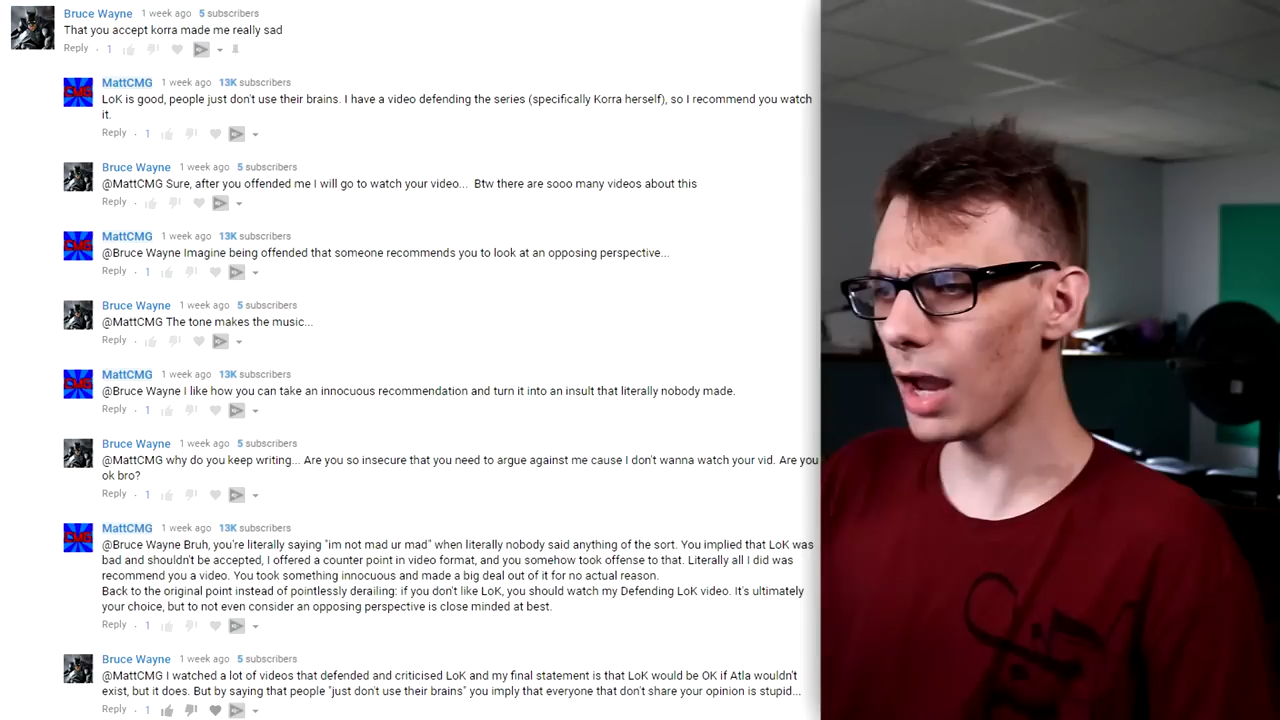 Bruce Wayne 1 week ago 5 subscribers
That you accept korra made me really sad
Reply · 1
MattCMG 1 week ago 13K subscribers
LoK is good, people just don't use their brains. I have a video defending the series (specifically Korra herself), so I recommend you watch
it.
Reply · 1
Bruce Wayne 1 week ago 5 subscribers
@MattCMG Sure, after you offended me I will go to watch your video... Btw there are sooo many videos about this
Reply ·
MattCMG 1 week ago 13K subscribers
@Bruce Wayne Imagine being offended that someone recommends you to look at an opposing perspective...
Reply · 1
Bruce Wayne 1 week ago 5 subscribers
@MattCMG The tone makes the music...
Reply ·
MattCMG 1 week ago 13K subscribers
@Bruce Wayne I like how you can take an innocuous recommendation and turn it into an insult that literally nobody made.
Reply · 1
Bruce Wayne 1 week ago 5 subscribers
@MattCMG why do you keep writing... Are you so insecure that you need to argue against me cause I don't wanna watch your vid. Are you
ok bro?
Reply · 1
MattCMG 1 week ago 13K subscribers
@Bruce Wayne Bruh, you're literally saying "im not mad ur mad" when literally nobody said anything of the sort. You implied that LoK was
bad and shouldn't be accepted, I offered a counter point in video format, and you somehow took offense to that. Literally all I did was
recommend you a video. You took something innocuous and made a big deal out of it for no actual reason.
Back to the original point instead of pointlessly derailing: if you don't like LoK, you should watch my Defending LoK video. It's ultimately
your choice, but to not even consider an opposing perspective is close minded at best.
Reply · 1
Bruce Wayne 1 week ago 5 subscribers
@MattCMG I watched a lot of videos that defended and criticised LoK and my final statement is that LoK would be OK if Atla wouldn't
exist, but it does. But by saying that people "just don't use their brains" you imply that everyone that don't share your opinion is stupid...
Reply · 1